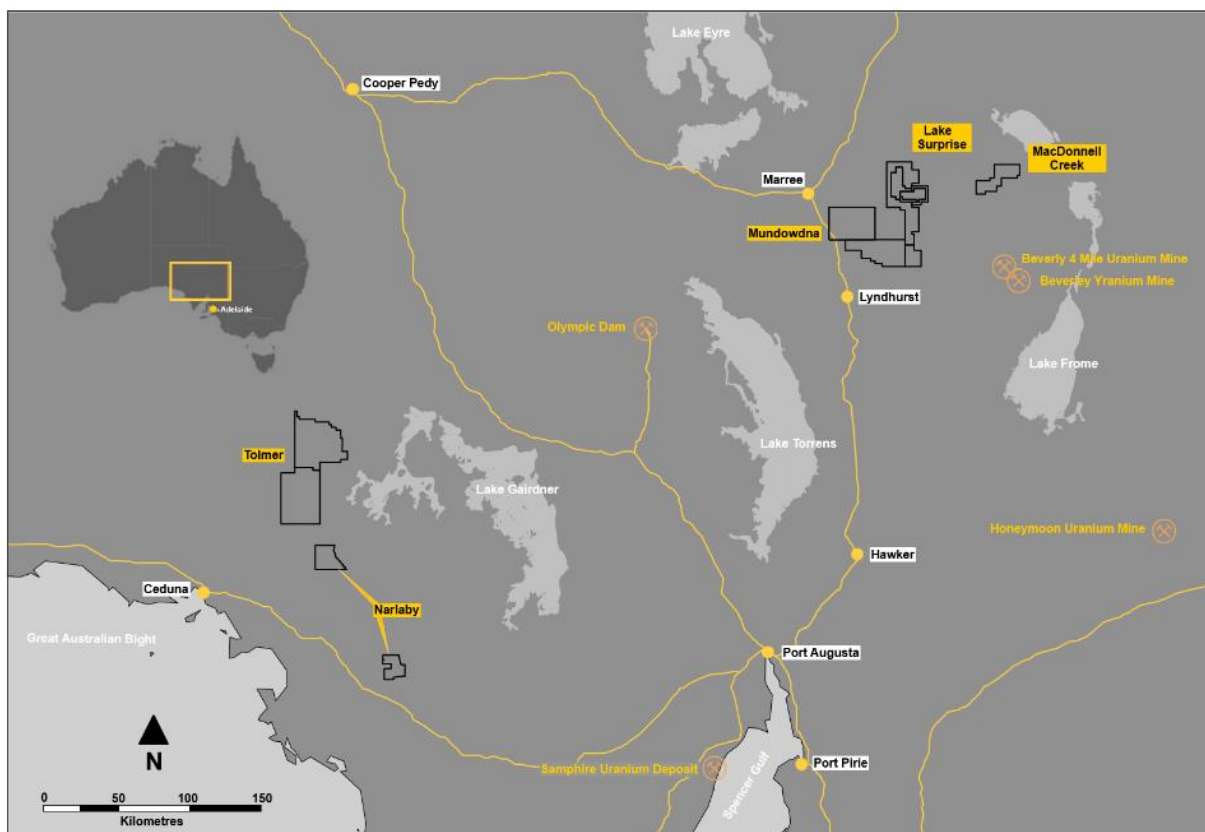 Lake Eyre
Cooper Pedy
Lake
Surprise
MacDonnell
Creek
Marree
Mundowdna
Beverly 4 Mile Uranium Mine
Beverley Yranium Mine
Lyndhurst
Adelaide
Olympic Dam
Lake Frome
Lake Torrens
Tolmer
Lake Gairdner
Honeymoon Uranium Mine
Hawker
Ceduna
Narlaby
Great Australian Bight
Port Augusta
N
Samphire Uranium Deposit
Spencer Gulf
Port Pirie
0 50 100 150
Kilometres